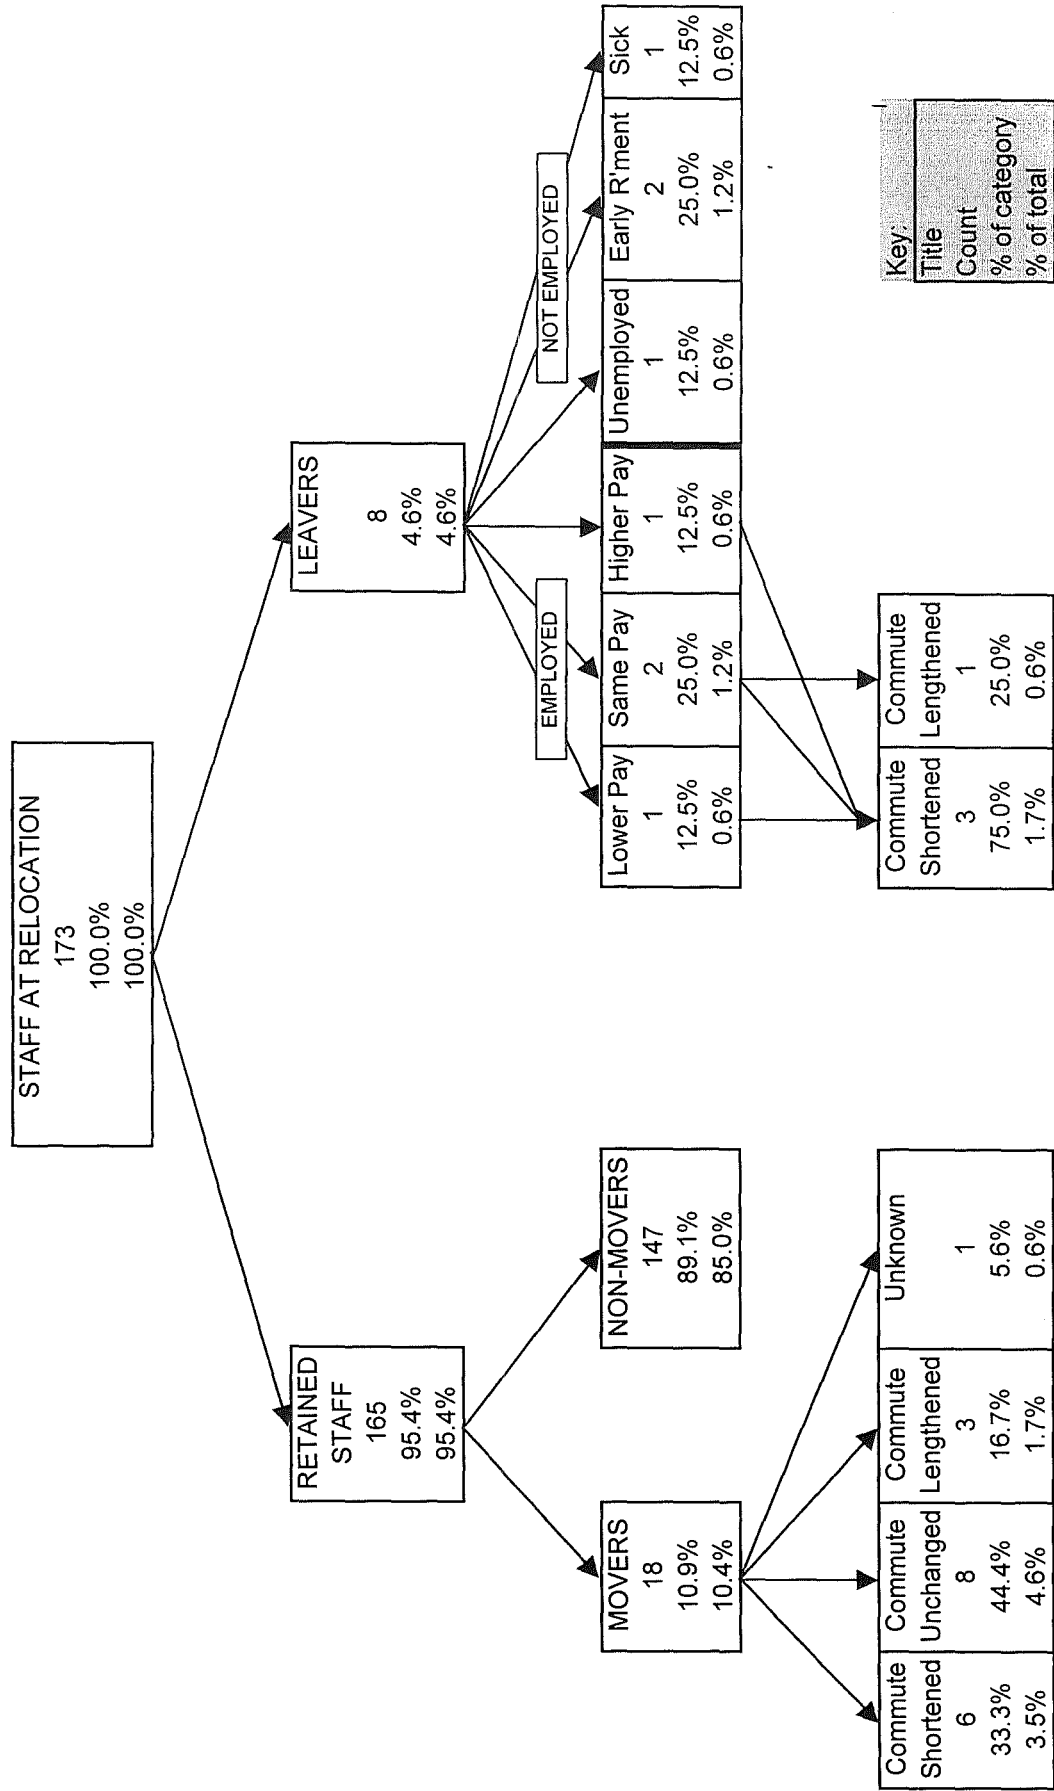 STAFF AT RELOCATION
173
100.0%
100.0%
RETAINED
STAFF
165
95.4%
95.4%
LEAVERS
8
4.6%
4.6%
EMPLOYED
NOT EMPLOYED
MOVERS
18
10.9%
10.4%
NON-MOVERS
147
89.1%
85.0%
Lower Pay
1
12.5%
0.6%
Same Pay
2
25.0%
1.2%
Higher Pay
1
12.5%
0.6%
Unemployed
1
12.5%
0.6%
Early R'ment
2
25.0%
1.2%
Sick
1
12.5%
0.6%
Commute
Shortened
6
33.3%
3.5%
Commute
Unchanged
8
44.4%
4.6%
Commute
Lengthened
3
16.7%
1.7%
Unknown
1
5.6%
0.6%
Commute
Shortened
3
75.0%
1.7%
Commute
Lengthened
1
25.0%
0.6%
Key:
Title
Count
% of category
% of total